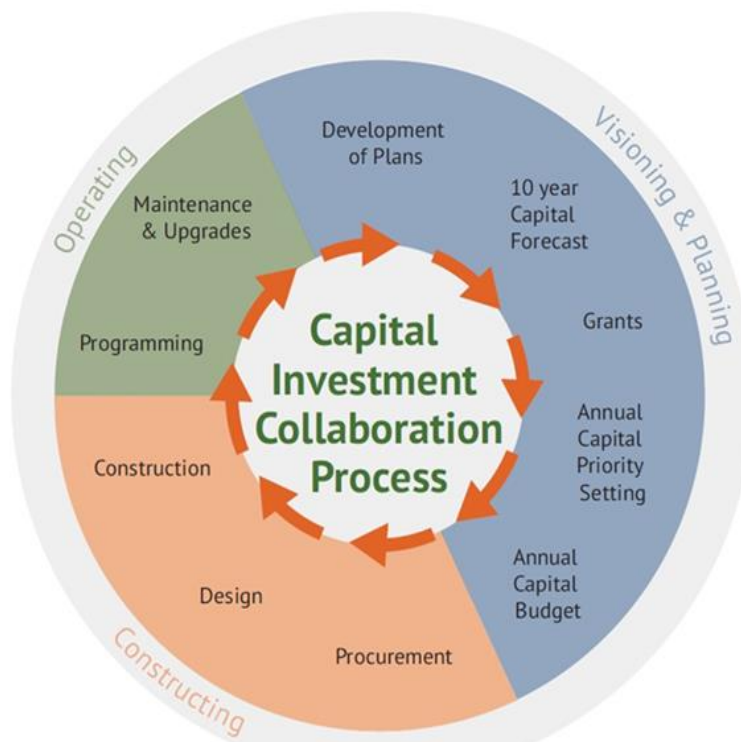 Visioning & Planning
Development
of Plans
10 year
Capital
Forecast
Grants
Annual
Capital
Priority
Setting
Annual
Capital
Budget
Constructing
Procurement
Design
Construction
Operating
Programming
Maintenance
& Upgrades
Capital
Investment
Collaboration
Process